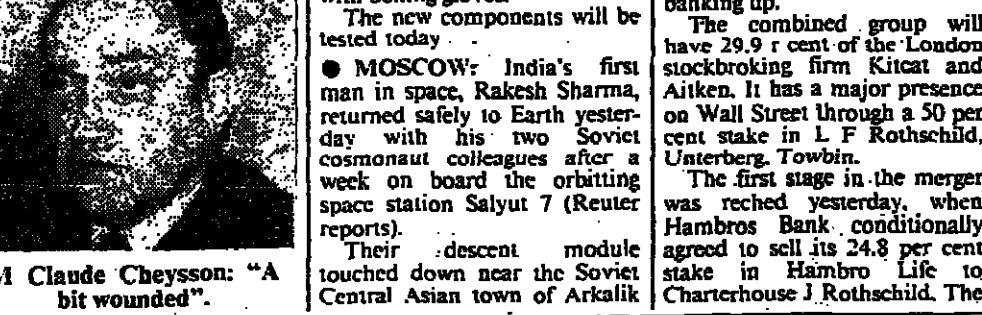 M Claude Cheysson: "A
bit wounded".
The new components will be
tested today
● MOSCOW: India's first
man in space, Rakesh Sharma,
returned safely to Earth yester-
day with his two Soviet
cosmonaut colleagues after a
week on board the orbitting
space station Salyut 7 (Reuter
reports).
Their descent module
touched down near the Soviet
Central Asian town of Arkalik
banking up.
The combined group will
have 29.9 r cent of the London
stockbroking firm Kitcat and
Aitken. It has a major presence
on Wall Street through a 50 per
cent stake in L F Rothschild,
Unterberg. Towbin.
The first stage in the merger
was reched yesterday, when
Hambros Bank conditionally
agreed to sell its 24.8 per cent
stake in Hambro Life to
Charterhouse J Rothschild. The